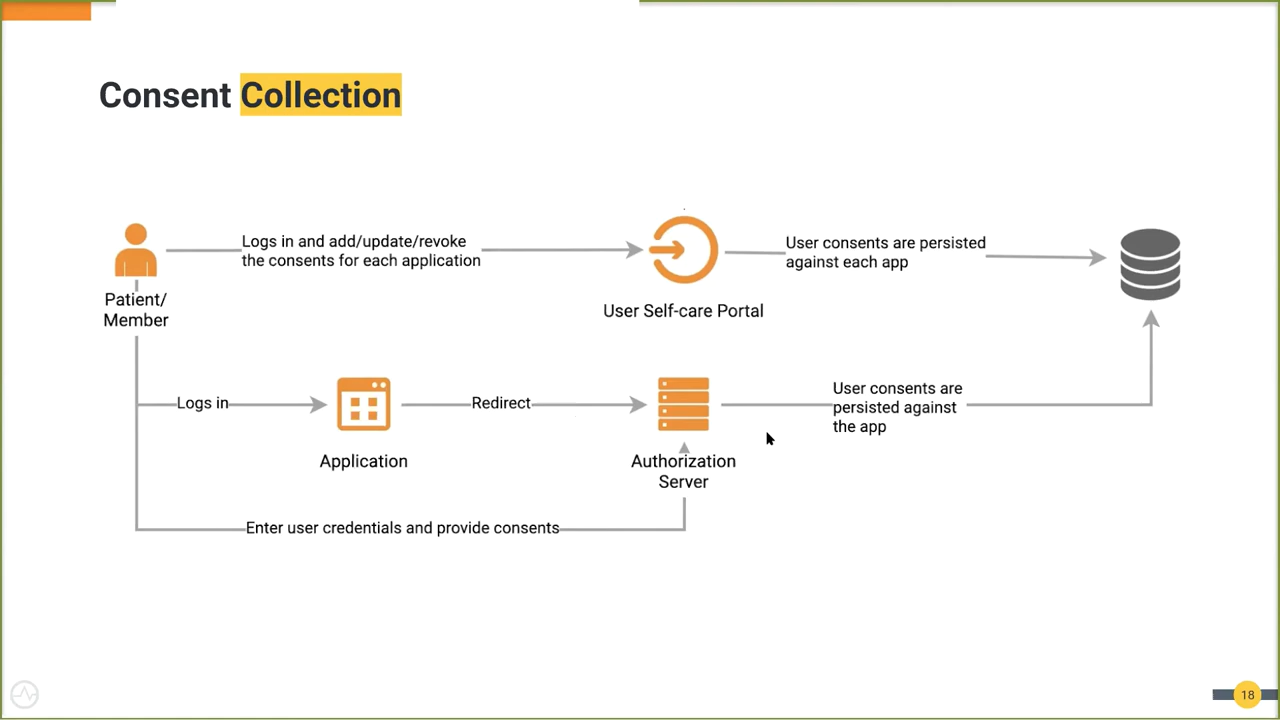 Consent Collection
Logs in and add/update/revoke
the consents for each application
User consents are persisted
against each app
Patient/
Member
User Self-care Portal
Logs in
Redirect
User consents are
persisted against
the app
Application
Authorization
Server
Enter user credentials and provide consents
18